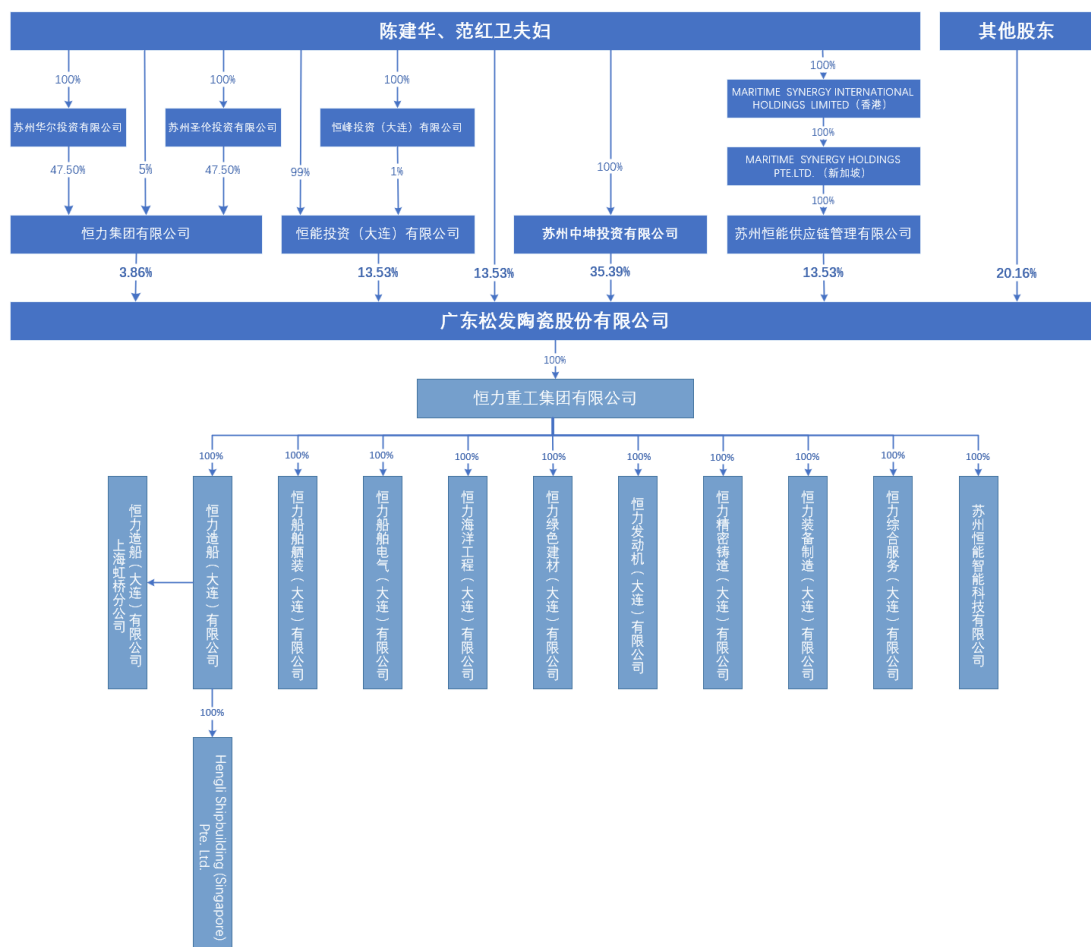 陈建华、范红卫夫妇
其他股东
100%
100%
100%
100%
MARITIME SYNERGY INTERNATIONAL
HOLDINGS LIMITED（香港）
苏州华尔投资有限公司
苏州圣伦投资有限公司
恒峰投资（大连）有限公司
100%
MARITIME SYNERGY HOLDINGS
PTE.LTD.（新加坡）
47.50%
5%
47.50%
99%
1%
100%
100%
恒力集团有限公司
恒能投资（大连）有限公司
苏州中坤投资有限公司
苏州恒能供应链管理有限公司
3.86%
13.53%
13.53%
35.39%
13.53%
20.16%
广东松发陶瓷股份有限公司
100%
恒力重工集团有限公司
100%
100%
100%
100%
100%
100%
100%
100%
100%
100%
恒力造船（大连）有限公司
上海虹桥分公司
恒力造船（大连）有限公司
恒力船舶舾装（大连）有限公司
恒力船舶电气（大连）有限公司
恒力海洋工程（大连）有限公司
恒力绿色建材（大连）有限公司
恒力发动机（大连）有限公司
恒力精密铸造（大连）有限公司
恒力装备制造（大连）有限公司
恒力综合服务（大连）有限公司
苏州恒能智能科技有限公司
100%
Hengli Shipbuilding (Singapore)
Pte. Ltd.